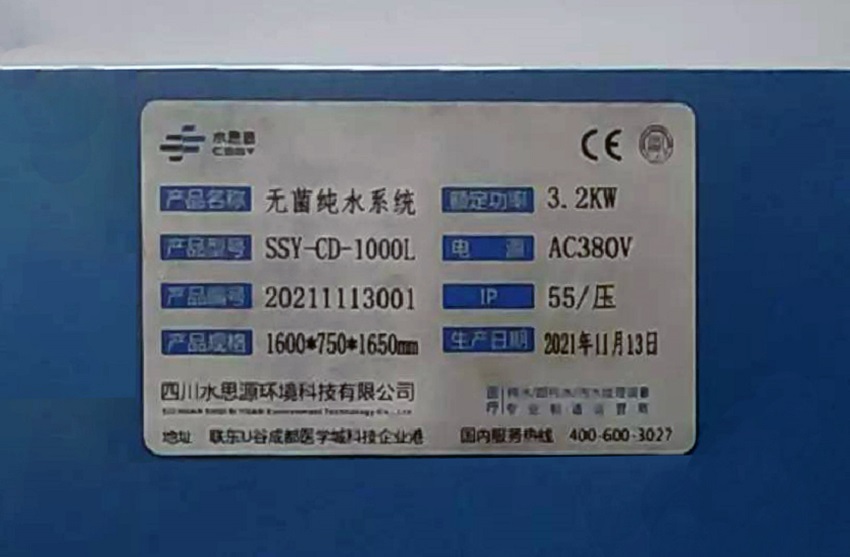 水思源
CSSY
CE
产品名称 无菌纯水系统 额定功率 3.2KW
产品型号 SSY-CD-1000L 电 源 AC380V
产品编号 20211113001 IP 55/压
产品规格 1600*750*1650mm 生产日期 2021年11月13日
四川水思源环境科技有限公司
专业制造运营商
地址 联东U谷成都医学城科技企业港 国内服务热线 400-600-3027